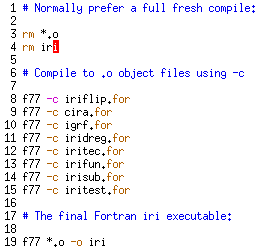 1 # Normally prefer a full fresh compile:
2
3 rm *.o
4 rm iri
5
6 # Compile to .o object files using -c
7
8 f77 -c iriflip.for
9 f77 -c cira.for
10 f77 -c igrf.for
11 f77 -c iridreg.for
12 f77 -c iritec.for
13 f77 -c irifun.for
14 f77 -c irisub.for
15 f77 -c iritest.for
16
17 # The final Fortran iri executable:
18
19 f77 *.o -o iri